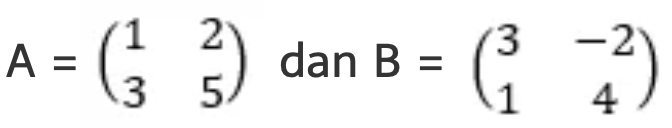 A = (1 2
3 5) dan B = (3 -2
1 4)